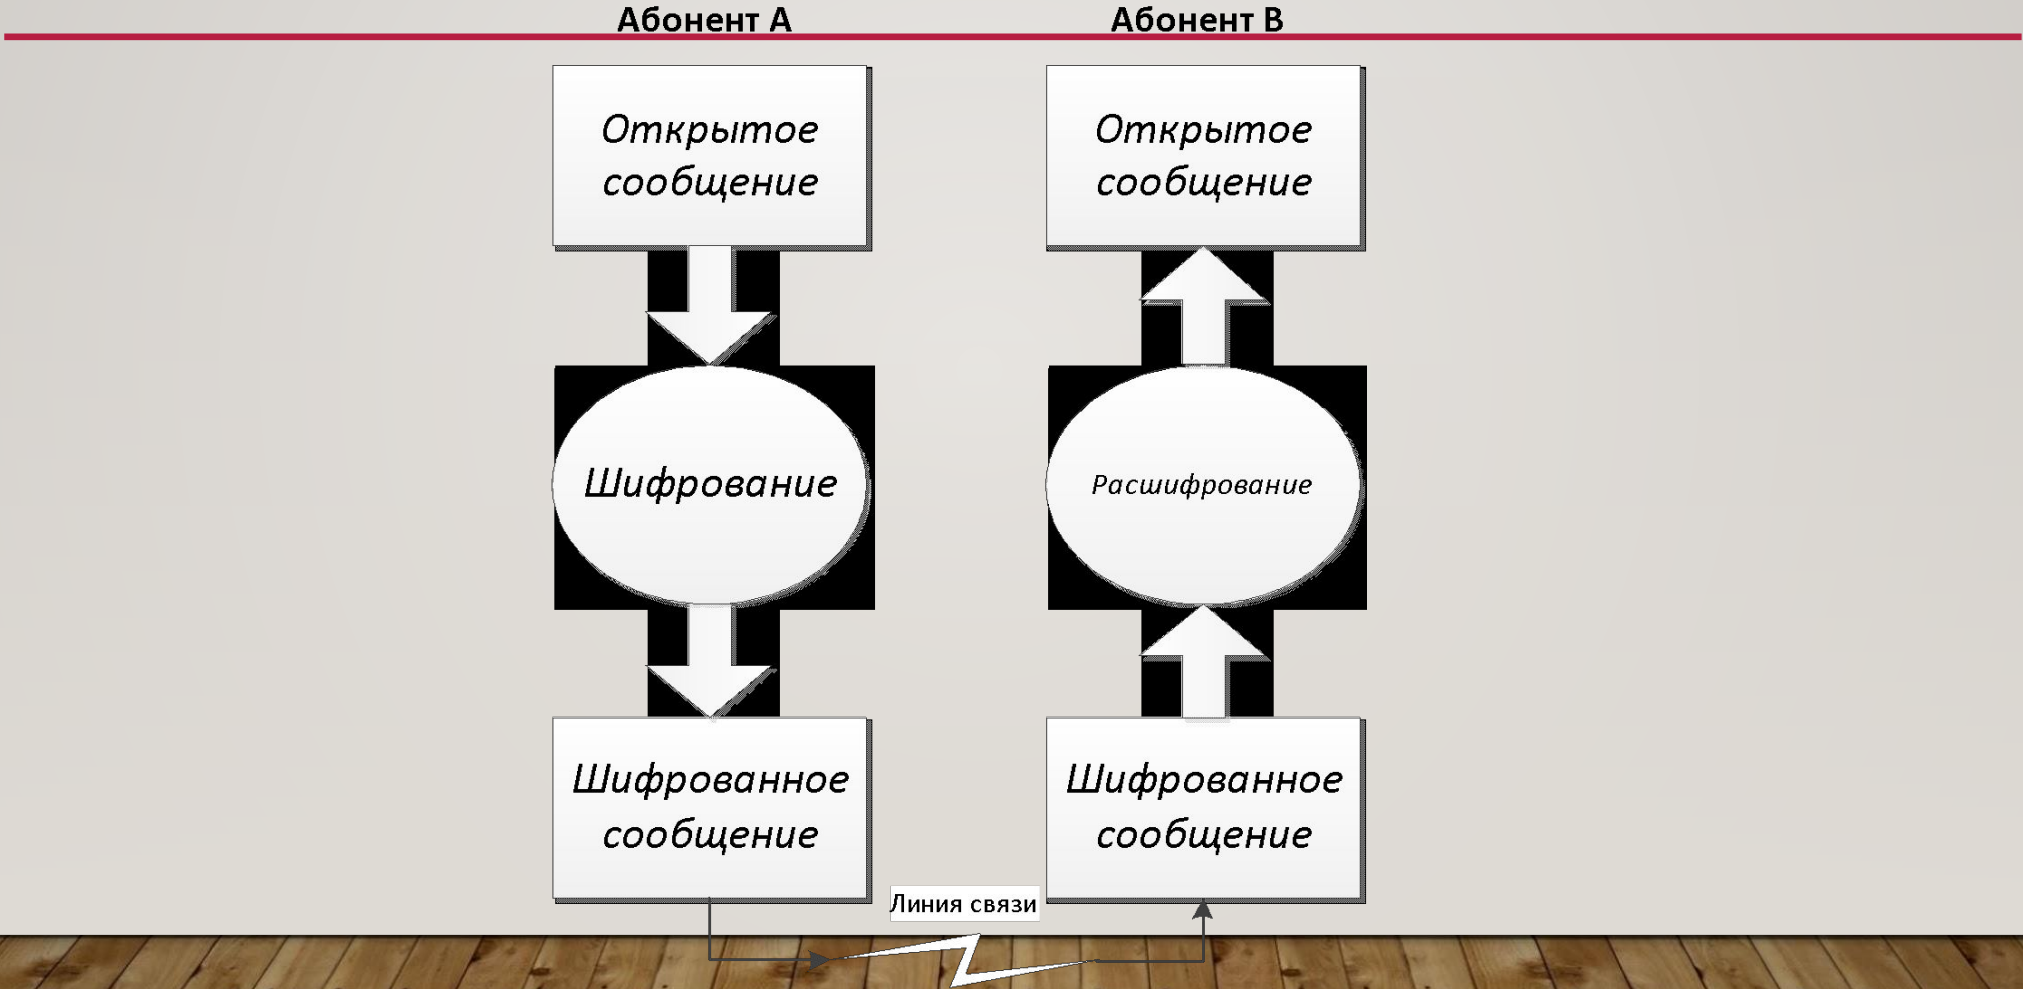 Абонент А
Абонент В
Открытое
сообщение
Открытое
сообщение
Шифрование
Расшифрование
Шифрованное
сообщение
Шифрованное
сообщение
Линия связи